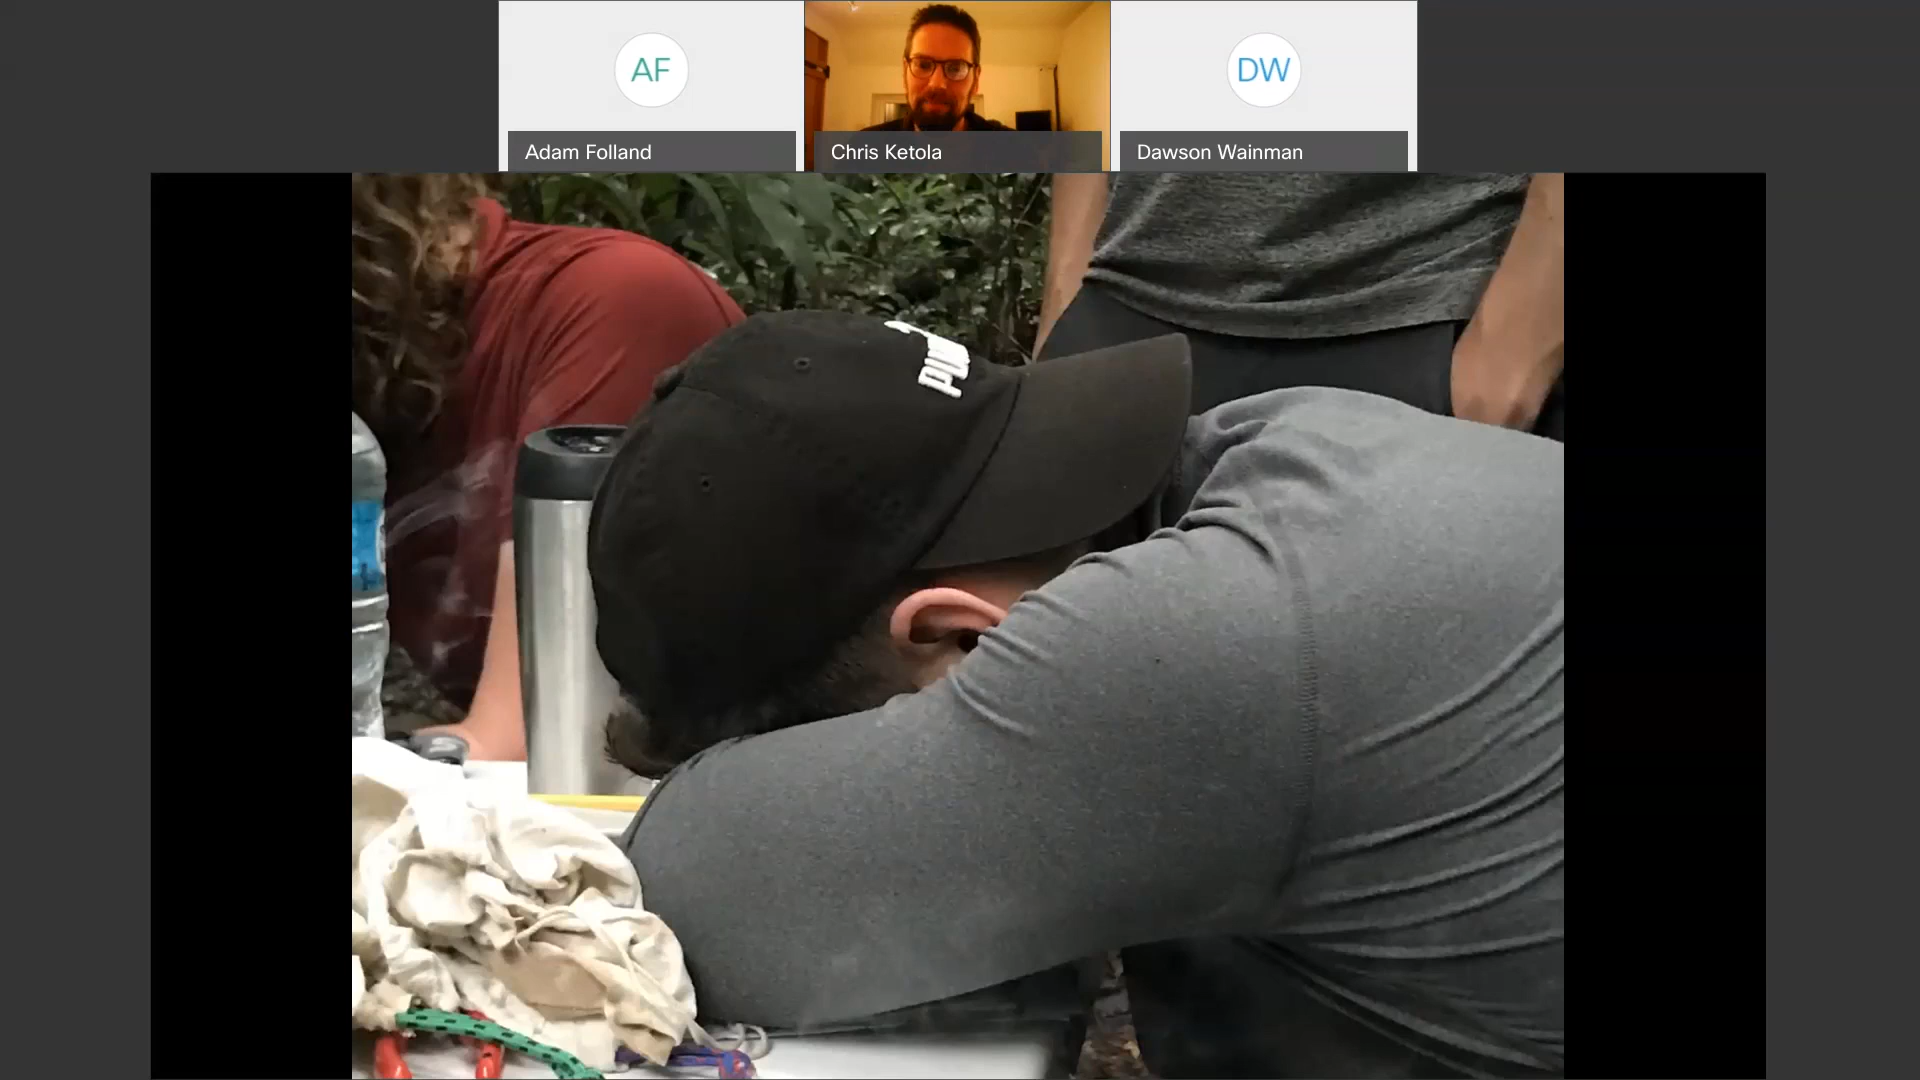 AF
DW
Adam Folland
Chris Ketola
Dawson Wainman